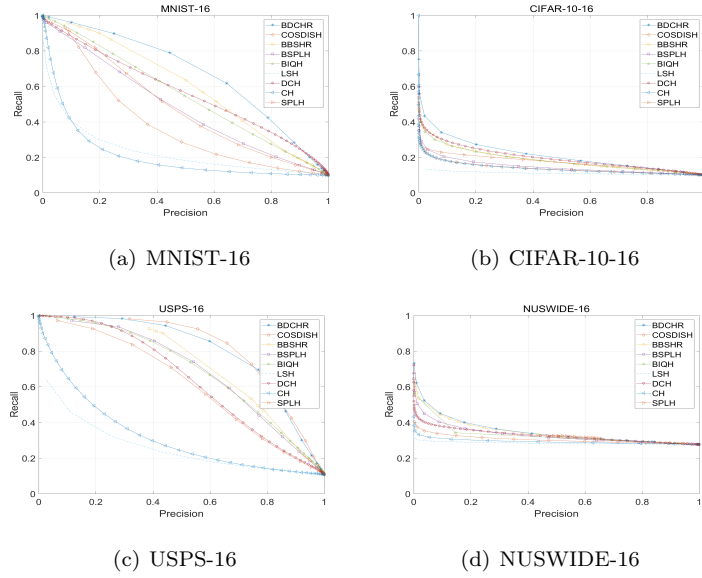 MNIST-16
Recall
1
0.8
0.6
0.4
0.2
0
0 0.2 0.4 0.6 0.8 1
Precision
BDCHR
COSDISH
BBSHR
BSPLH
BIQH
LSH
DCH
CH
SPLH
(a) MNIST-16
CIFAR-10-16
Recall
1
0.8
0.6
0.4
0.2
0
0 0.2 0.4 0.6 0.8
Precision
BDCHR
COSDISH
BBSHR
BSPLH
BIQH
LSH
DCH
CH
SPLH
(b) CIFAR-10-16
USPS-16
Recall
1
0.8
0.6
0.4
0.2
0
0 0.2 0.4 0.6 0.8 1
Precision
BDCHR
COSDISH
BBSHR
BSPLH
BIQH
LSH
DCH
CH
SPLH
(c) USPS-16
NUSWIDE-16
Recall
1
0.8
0.6
0.4
0.2
0
0 0.2 0.4 0.6 0.8 1
Precision
BDCHR
COSDISH
BBSHR
BSPLH
BIQH
LSH
DCH
CH
SPLH
(d) NUSWIDE-16